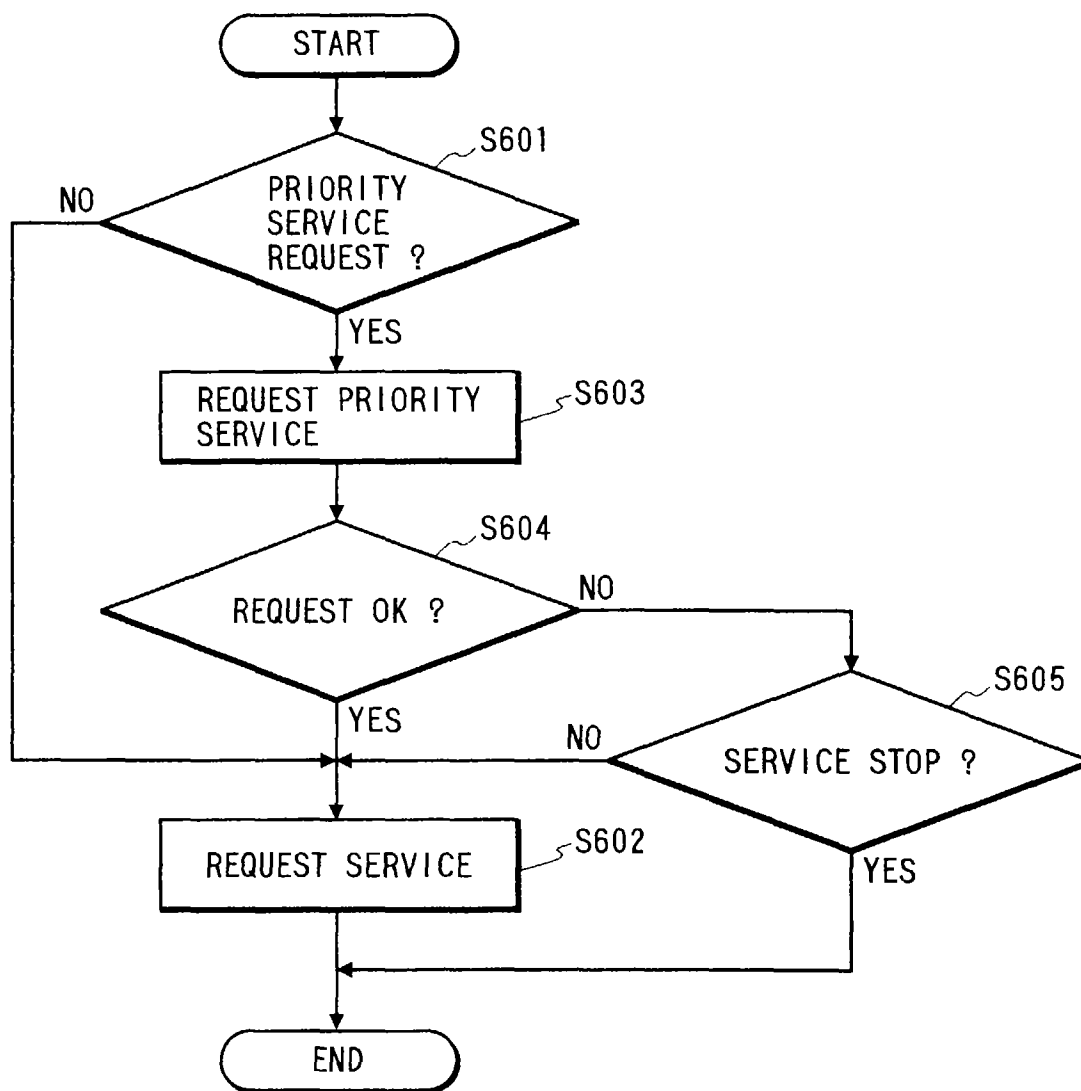 START
S601
NO
PRIORITY
SERVICE
REQUEST ?
YES
REQUEST PRIORITY
SERVICE
S603
S604
NO
REQUEST OK ?
S605
YES
NO
SERVICE STOP ?
S602
REQUEST SERVICE
YES
END